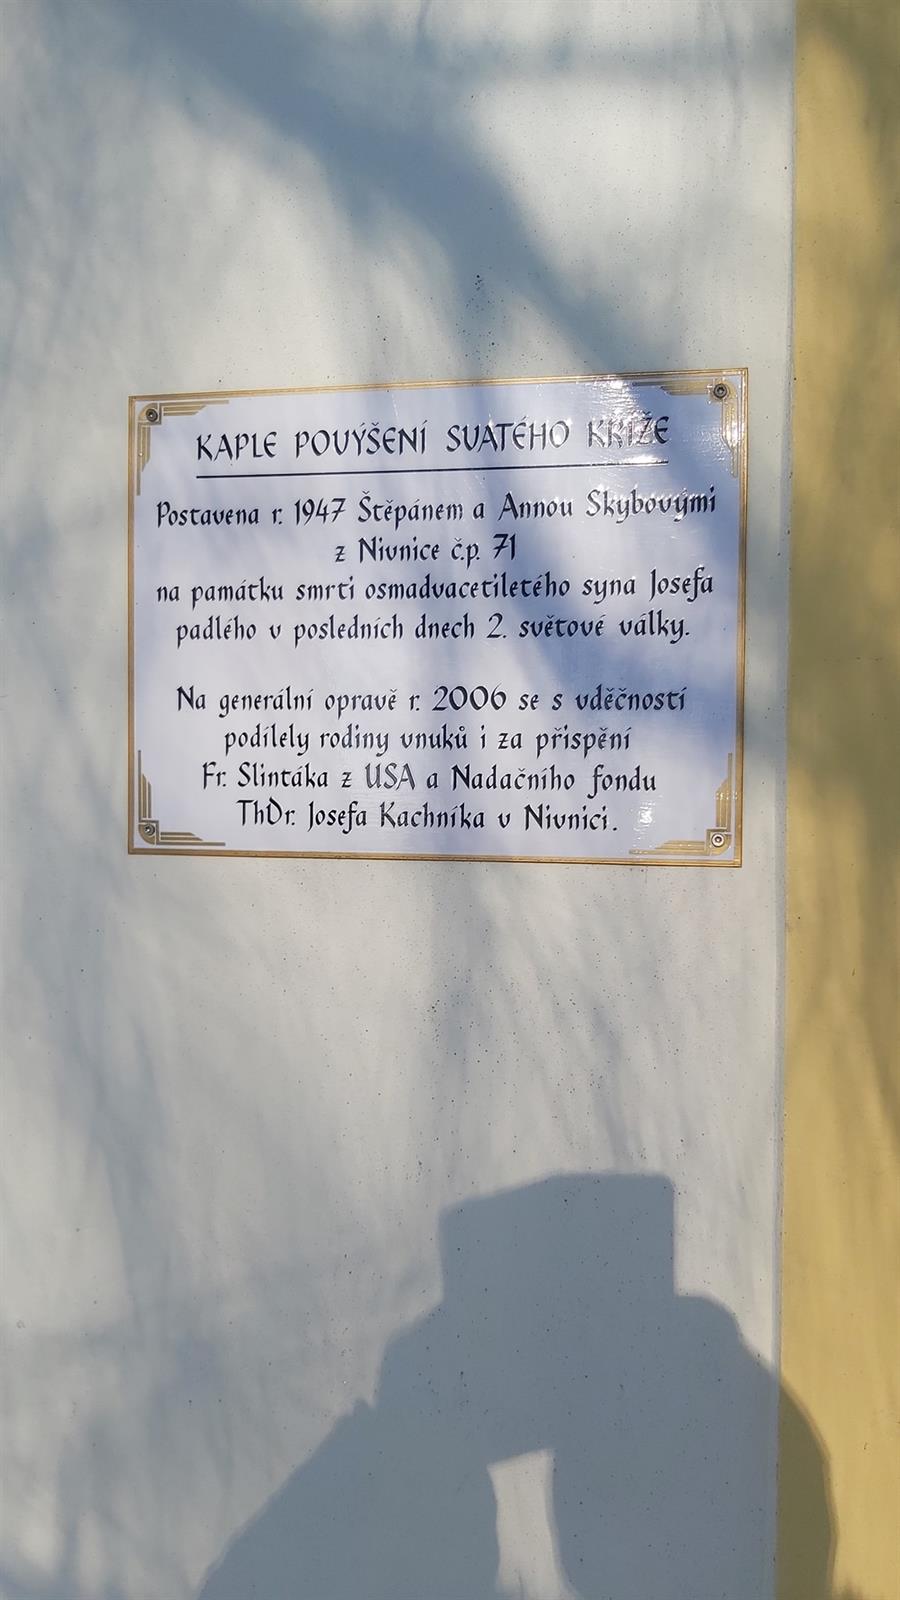 KAPLE POVÝŠENÍ SVATÉHO KŘÍŽE
Postavena r. 1947 Štěpánem a Annou Skybovými
z Nivnice č.p. 71
na památku smrti osmadvacetiletého syna Josefa
padlého v posledních dnech 2. světové války.
Na generální opravě r. 2006 se s vděčností
podílely rodiny vnuků i za přispění
Fr. Slintáka z USA a Nadačního fondu
ThDr. Josefa Kachníka v Nivnici.